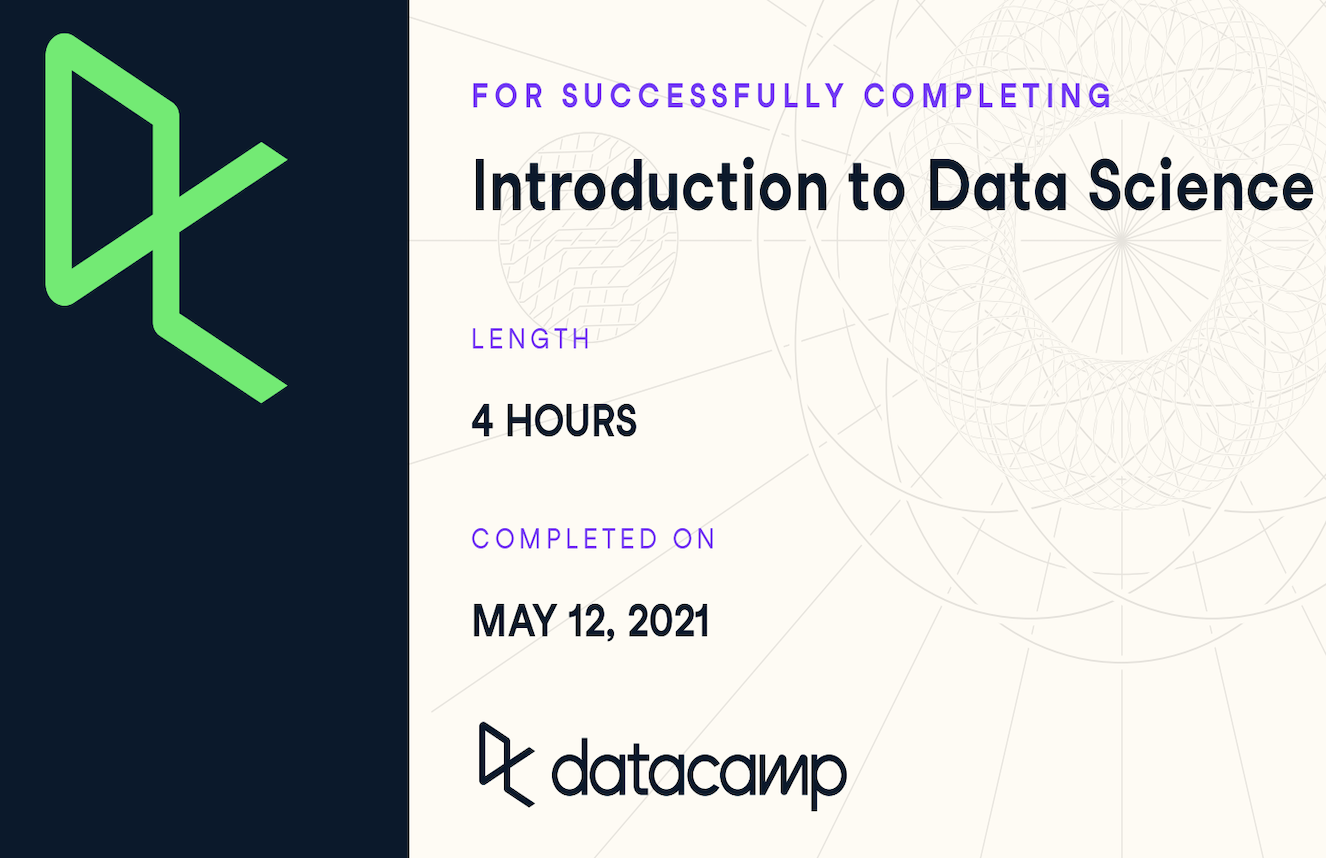 FOR SUCCESSFULLY COMPLETING
Introduction to Data Science
LENGTH
4 HOURS
COMPLETED ON
MAY 12, 2021
datacamp